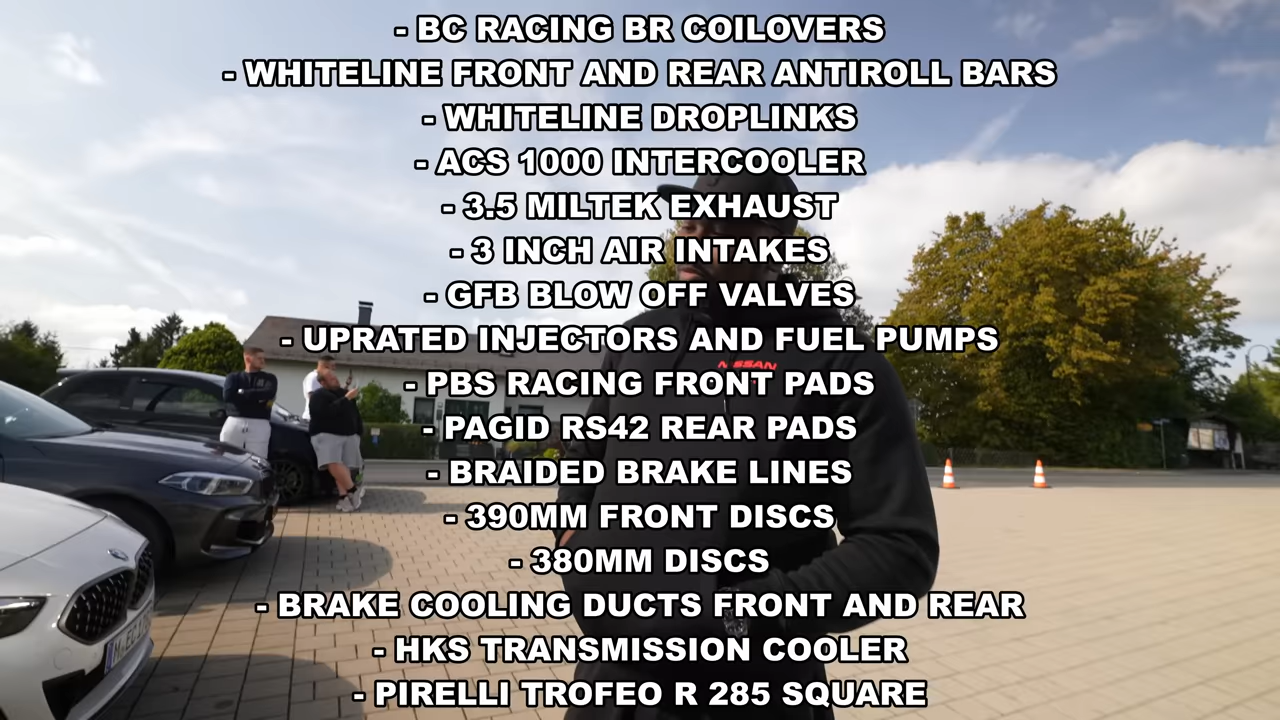 - BC RACING BR COILOVERS
- WHITELINE FRONT AND REAR ANTIROLL BARS
- WHITELINE DROPLINKS
- ACS 1000 INTERCOOLER
- 3.5 MILTEK EXHAUST
- 3 INCH AIR INTAKES
- GFB BLOW OFF VALVES
- UPRATED INJECTORS AND FUEL PUMPS
NISSAN
- PBS RACING FRONT PADS
- PAGID RS42 REAR PADS
- BRAIDED BRAKE LINES
- 390MM FRONT DISCS
- 380MM DISCS
- BRAKE COOLING DUCTS FRONT AND REAR
- HKS TRANSMISSION COOLER
- PIRELLI TROFEO R 285 SQUARE